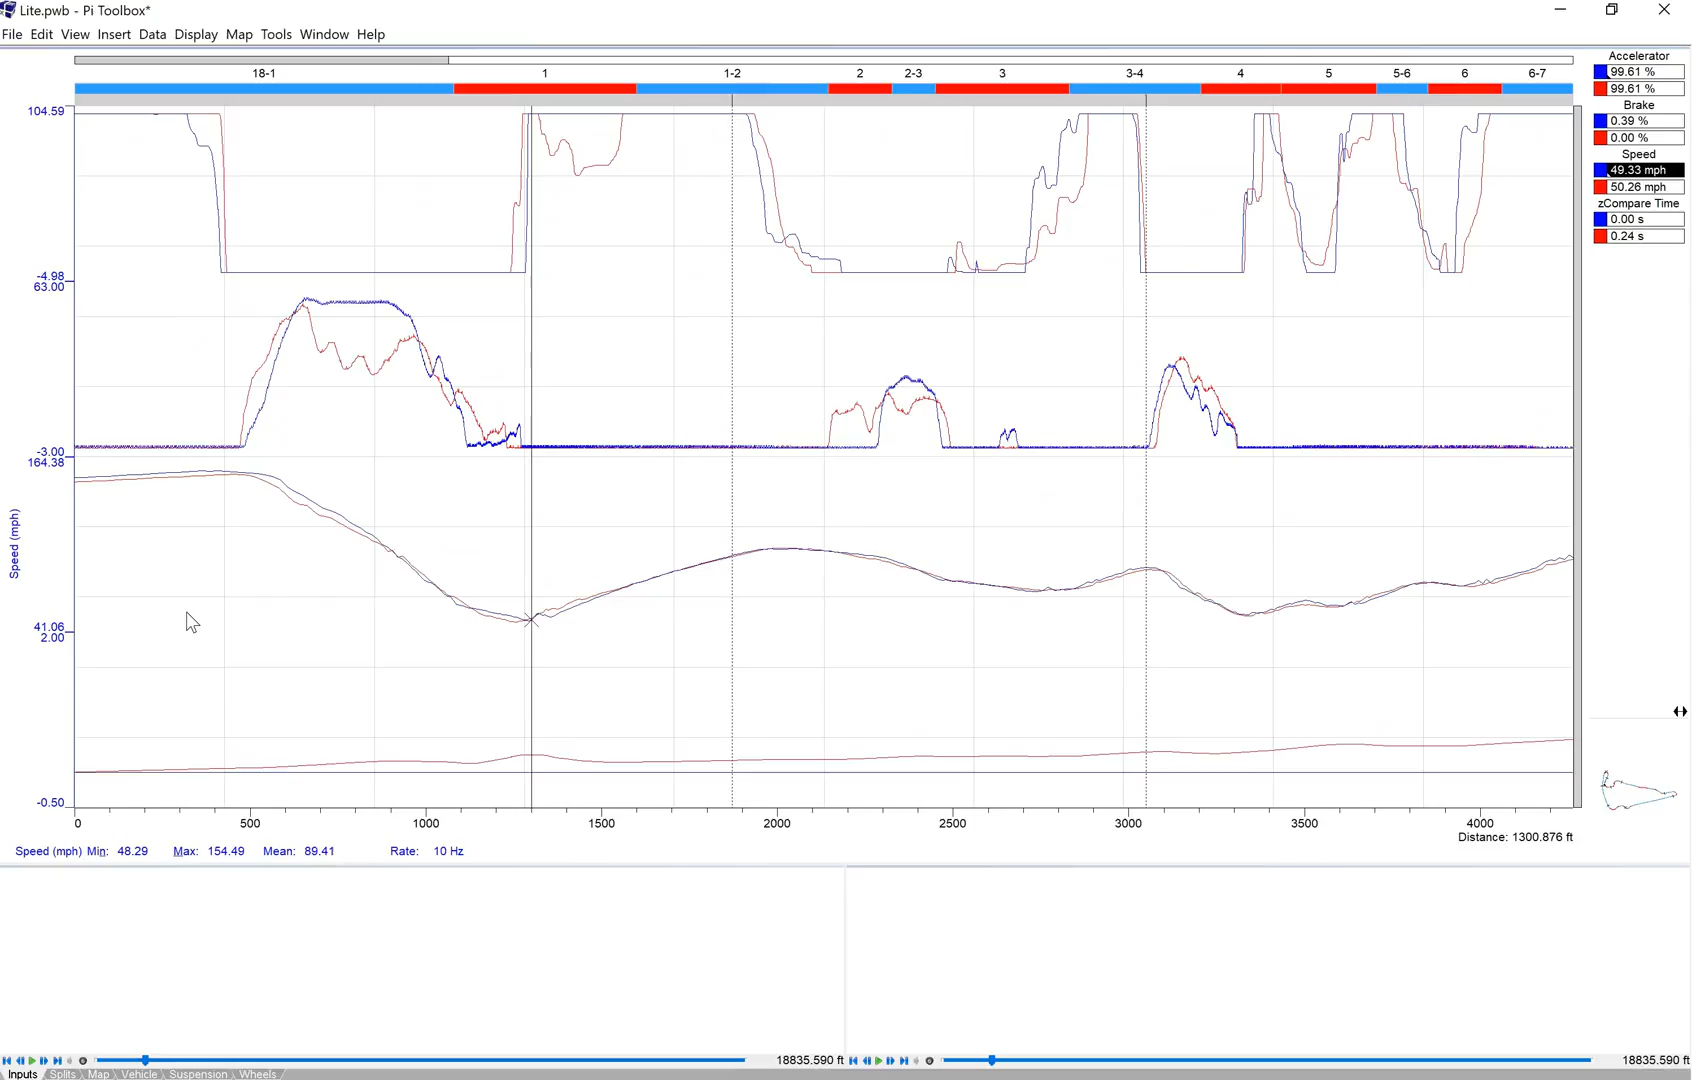 Lite.pwb - Pi Toolbox*
File Edit View Insert Data Display Map Tools Window Help
18-1 1 1-2 2 2-3 3 3-4 4 5 5-6 6 6-7
Accelerator
99.61 %
99.61 %
Brake
0.39 %
0.00 %
Speed
49.33 mph
50.26 mph
zCompare Time
0.00 s
0.24 s
104.59
-4.98
63.00
-3.00
164.38
Speed (mph)
41.06
2.00
-0.50
0 500 1000 1500 2000 2500 3000 3500 4000
Distance: 1300.876 ft
Speed (mph) Min: 48.29 Max: 154.49 Mean: 89.41 Rate: 10 Hz
18835.590 ft 18835.590 ft
Inputs Splits Map Vehicle Suspension Wheels